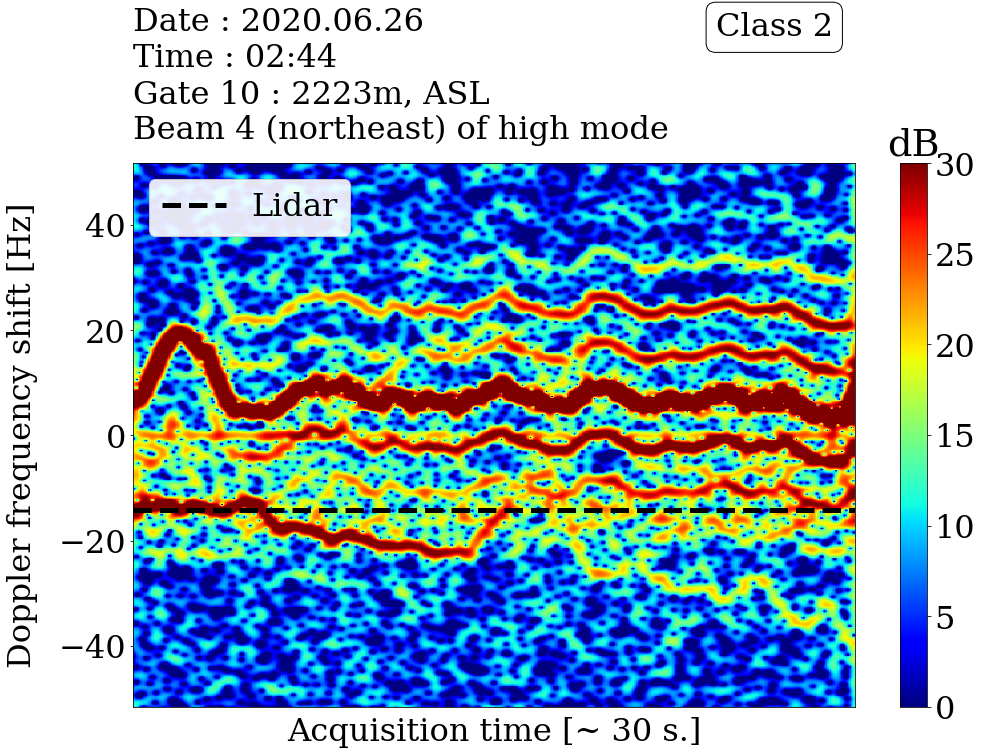 Date : 2020.06.26
Time : 02:44
Gate 10 : 2223m, ASL
Beam 4 (northeast) of high mode
Class 2
dB
Lidar
Doppler frequency shift [Hz]
40
20
0
−20
−40
30
25
20
15
10
5
0
Acquisition time [~ 30 s.]